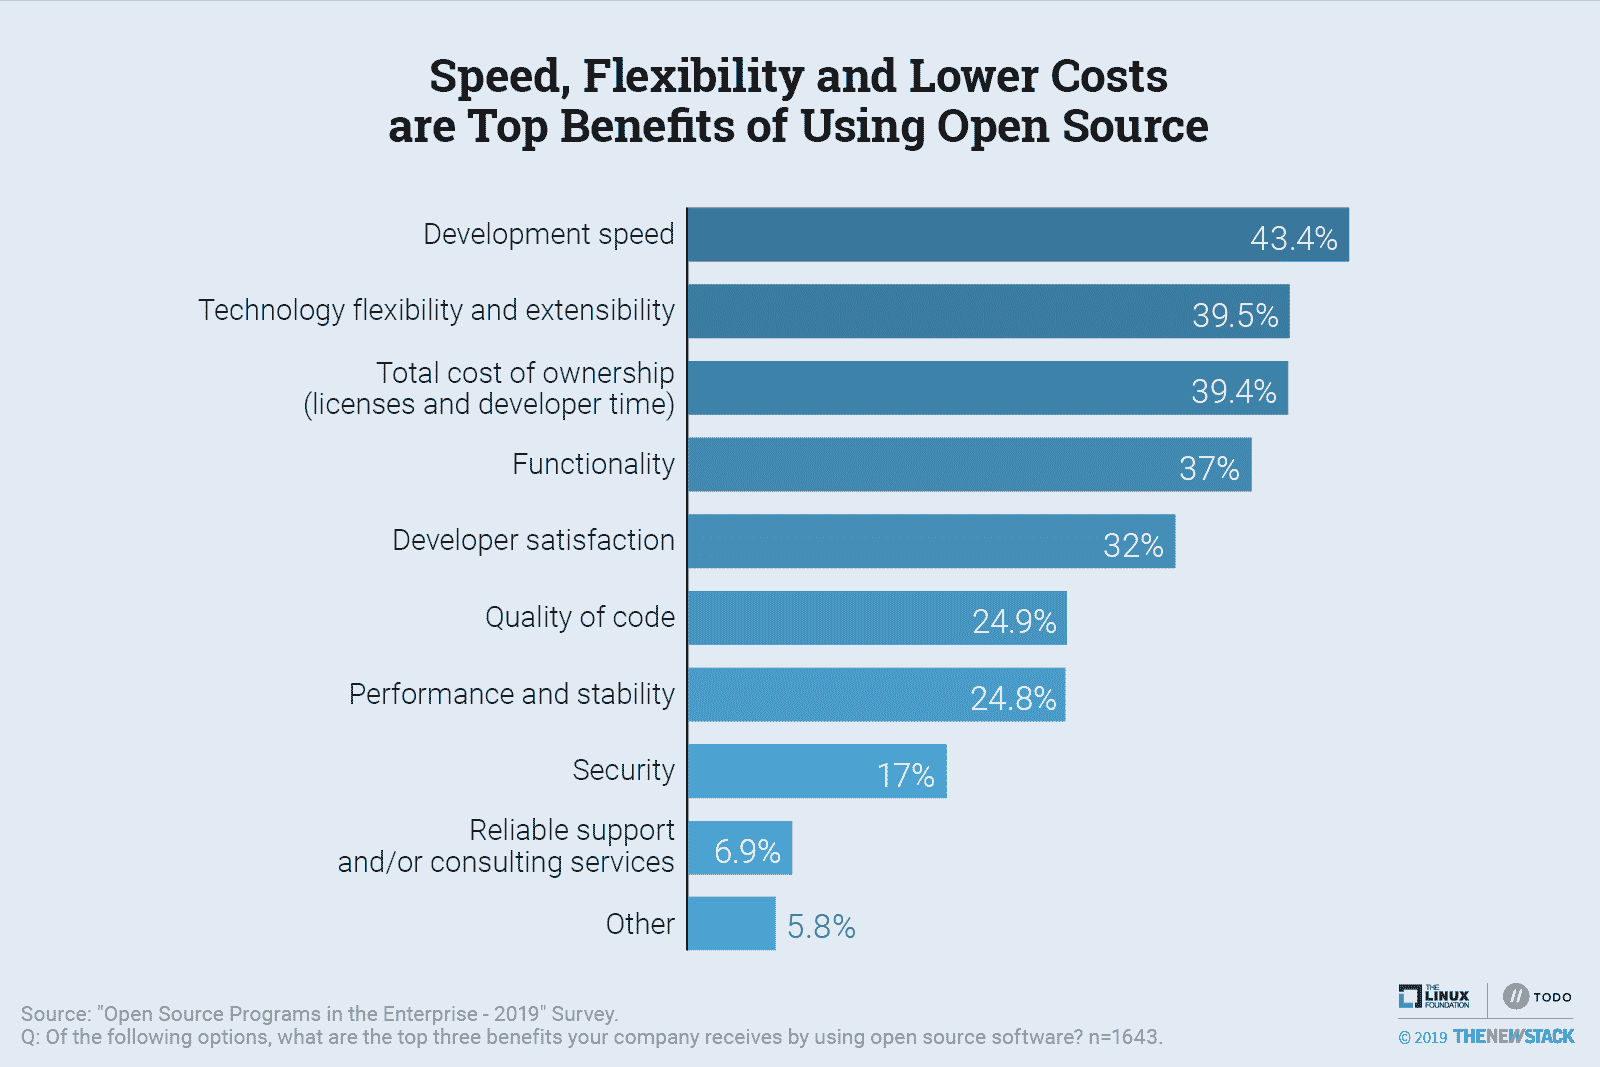 Speed, Flexibility and Lower Costs
are Top Benefits of Using Open Source
Development speed
43.4%
Technology flexibility and extensibility
39.5%
Total cost of ownership
(licenses and developer time)
39.4%
Functionality
37%
Developer satisfaction
32%
Quality of code
24.9%
Performance and stability
24.8%
Security
17%
Reliable support
and/or consulting services
6.9%
Other
5.8%
Source: "Open Source Programs in the Enterprise - 2019" Survey.
Q: Of the following options, what are the top three benefits your company receives by using open source software? n=1643.
THE
LINUX
FOUNDATION
TODO
© 2019 THENEWSTACK